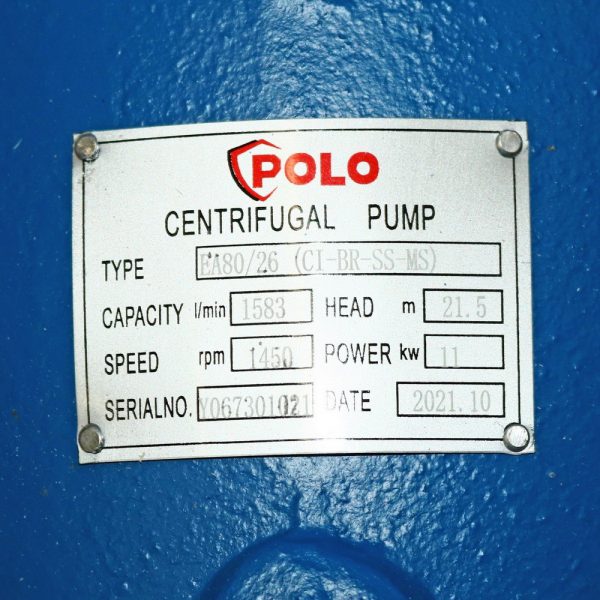 POLO
CENTRIFUGAL PUMP
TYPE EA80/26 (CI-BR-SS-MS)
CAPACITY l/min 1583 HEAD m 21.5
SPEED rpm 1450 POWER kw 11
SERIALNO. Y067301021 DATE 2021.10